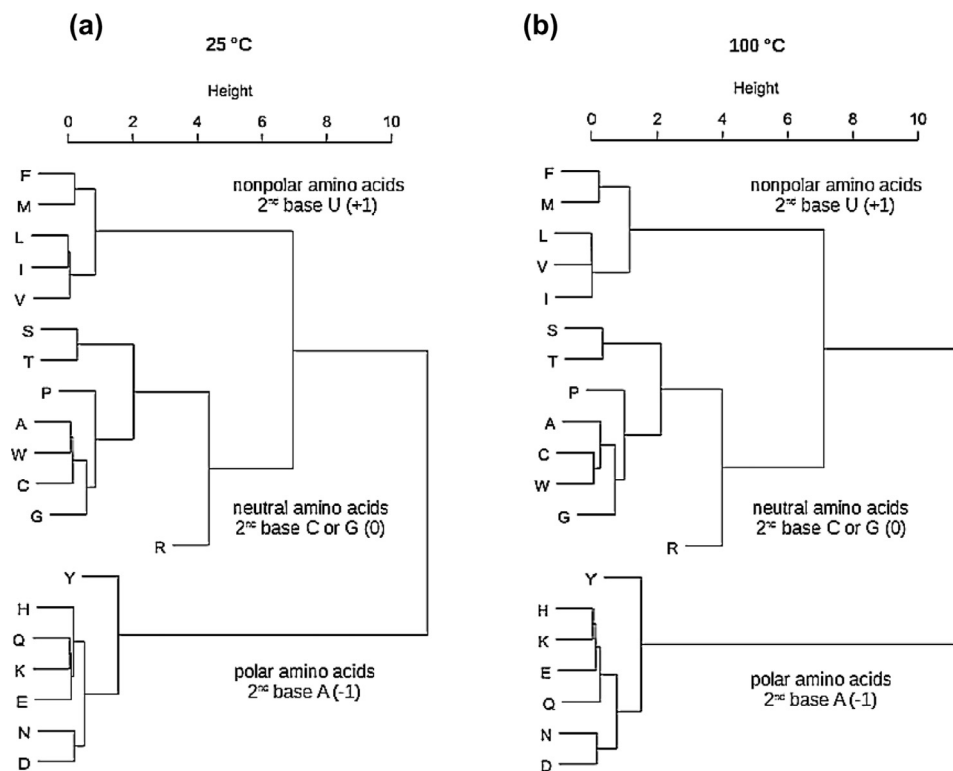 (a)
25 °C
Height
0 2 4 6 8 10
F
nonpolar amino acids
M
2nd base U (+1)
L
I
V
S
T
P
A
W
C
neutral amino acids
G
2nd base C or G (0)
R
Y
H
Q
K
polar amino acids
E
2nd base A (-1)
N
D
(b)
100 °C
Height
0 2 4 6 8 10
F
nonpolar amino acids
M
2nd base U (+1)
L
V
I
S
T
P
A
C
W
neutral amino acids
G
2nd base C or G (0)
R
Y
H
K
E
polar amino acids
Q
2nd base A (-1)
N
D